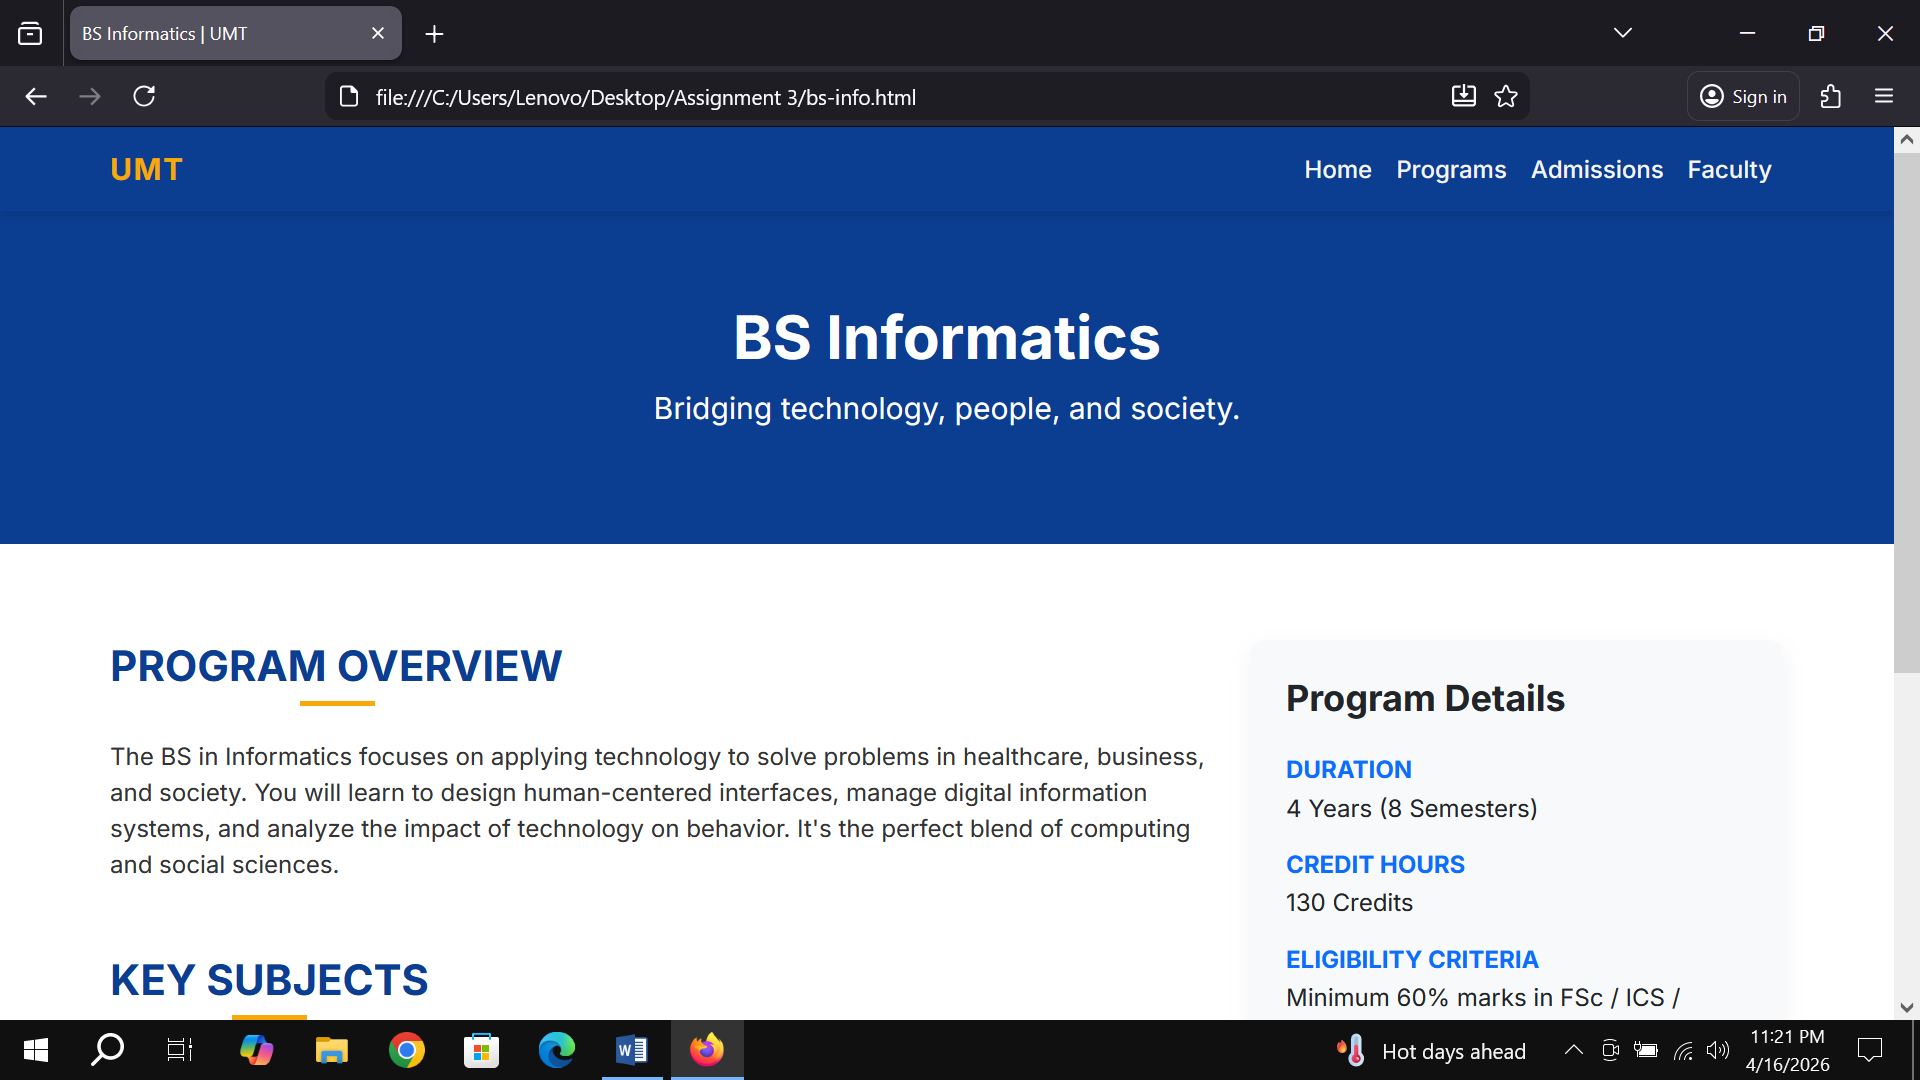 BS Informatics | UMT
file:///C:/Users/Lenovo/Desktop/Assignment 3/bs-info.html
Sign in
UMT
Home
Programs
Admissions
Faculty
BS Informatics
Bridging technology, people, and society.
PROGRAM OVERVIEW
The BS in Informatics focuses on applying technology to solve problems in healthcare, business,
and society. You will learn to design human-centered interfaces, manage digital information
systems, and analyze the impact of technology on behavior. It's the perfect blend of computing
and social sciences.
KEY SUBJECTS
Program Details
DURATION
4 Years (8 Semesters)
CREDIT HOURS
130 Credits
ELIGIBILITY CRITERIA
Minimum 60% marks in FSc / ICS /
Hot days ahead
11:21 PM
4/16/2026